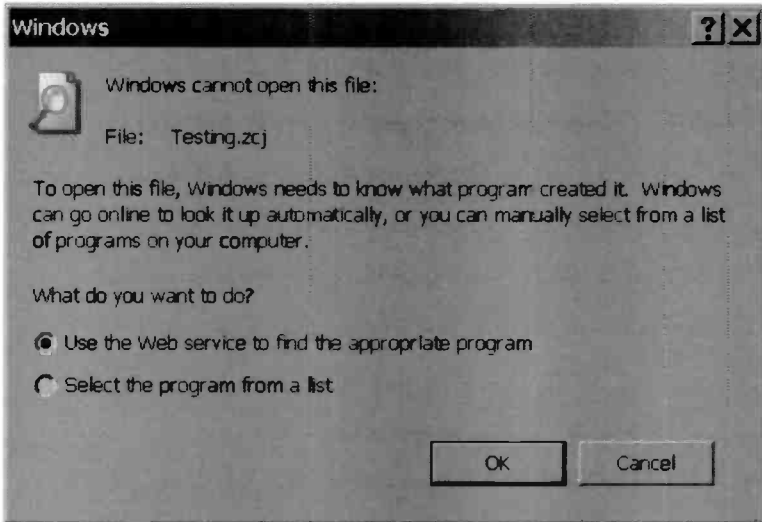 Windows
Windows cannot open this file:
File: Testing.zcj
To open this file, Windows needs to know what program created it. Windows
can go online to look it up automatically, or you can manually select from a list
of programs on your computer.
What do you want to do?
Use the Web service to find the appropriate program
Select the program from a list
OK
Cancel